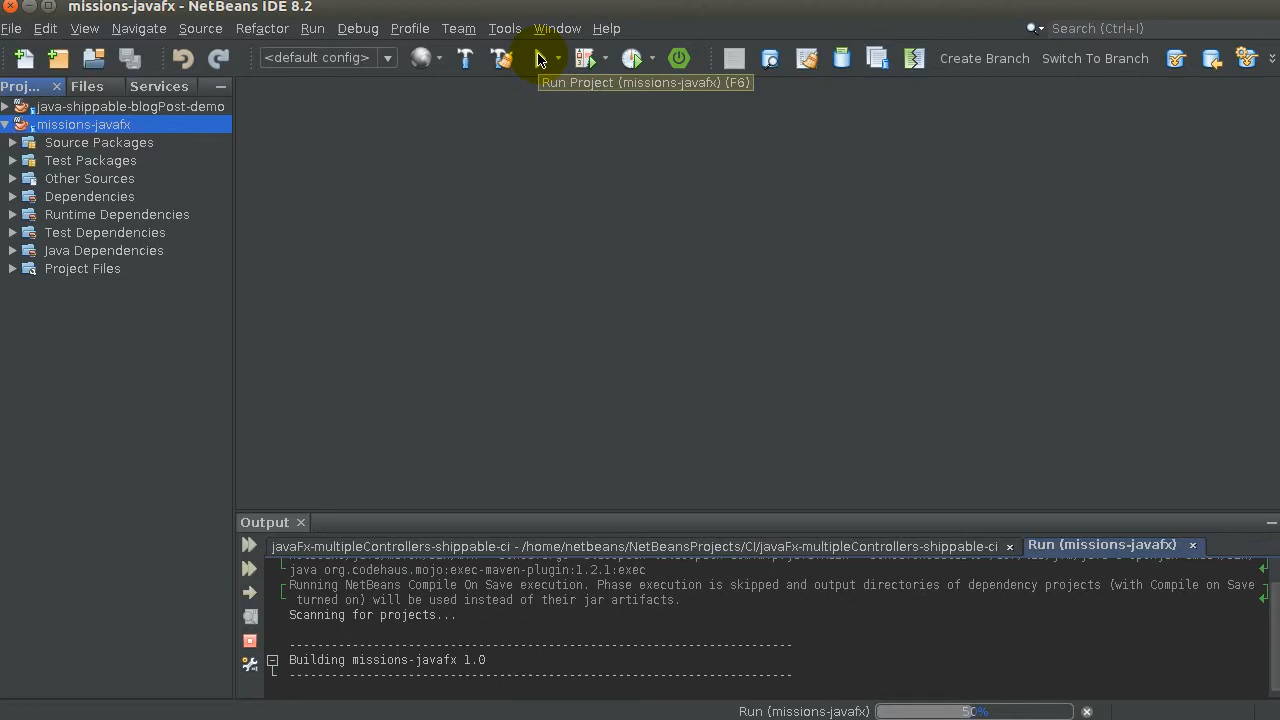 missions-javafx - NetBeans IDE 8.2
File Edit View Navigate Source Refactor Run Debug Profile Team Tools Window Help Search (Ctrl+I)
<default config> Create Branch Switch To Branch
Run Project (missions-javafx) (F6)
Proj... Files Services
java-shippable-blogPost-demo
missions-javafx
Source Packages
Test Packages
Other Sources
Dependencies
Runtime Dependencies
Test Dependencies
Java Dependencies
Project Files
Output
javaFx-multipleControllers-shippable-ci - /home/netbeans/NetBeansProjects/CI/javaFx-multipleControllers-shippable-ci Run (missions-javafx)
java org.codehaus.mojo:exec-maven-plugin:1.2.1:exec
Running NetBeans Compile On Save execution. Phase execution is skipped and output directories of dependency projects (with Compile on Save
turned on) will be used instead of their jar artifacts.
Scanning for projects...
------------------------------------------------------------------------
Building missions-javafx 1.0
------------------------------------------------------------------------
Run (missions-javafx) 50%